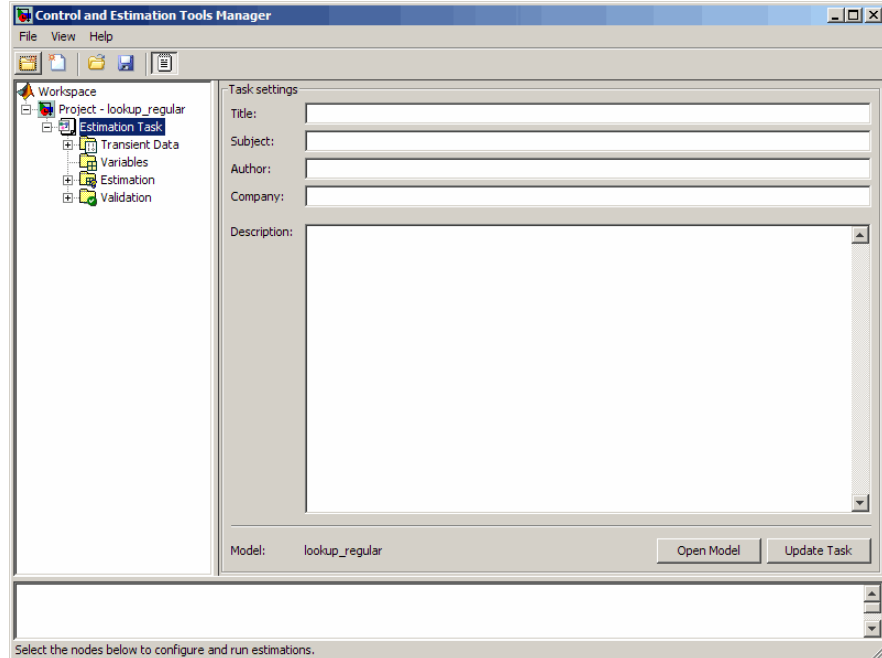 Control and Estimation Tools Manager
File View Help
Workspace
Project - lookup_regular
Estimation Task
Transient Data
Variables
Estimation
Validation
Task settings
Title:
Subject:
Author:
Company:
Description:
Model: lookup_regular
Open Model Update Task
Select the nodes below to configure and run estimations.